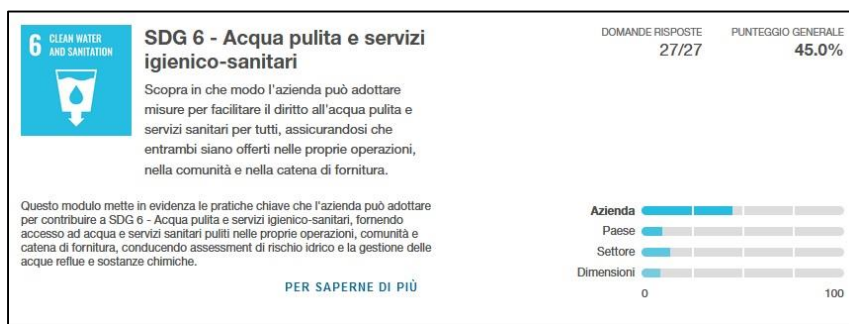 6 CLEAN WATER
AND SANITATION
SDG 6 - Acqua pulita e servizi
igienico-sanitari
Scopra in che modo l'azienda può adottare
misure per facilitare il diritto all'acqua pulita e
servizi sanitari per tutti, assicurandosi che
entrambi siano offerti nelle proprie operazioni,
nella comunità e nella catena di fornitura.
DOMANDE RISPOSTE
27/27
PUNTEGGIO GENERALE
45.0%
Questo modulo mette in evidenza le pratiche chiave che l'azienda può adottare
per contribuire a SDG 6 - Acqua pulita e servizi igienico-sanitari, fornendo
accesso ad acqua e servizi sanitari puliti nelle proprie operazioni, comunità e
catena di fornitura, conducendo assessment di rischio idrico e la gestione delle
acque reflue e sostanze chimiche.
PER SAPERNE DI PIÙ
Azienda
Paese
Settore
Dimensioni
0 100